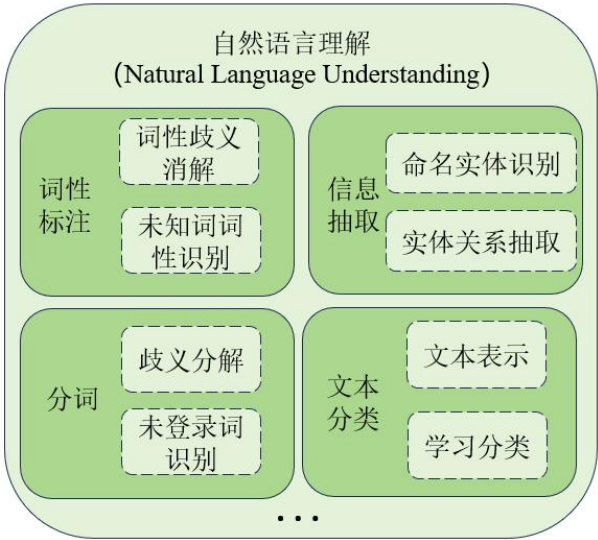 自然语言理解
(Natural Language Understanding)
词性
标注
词性歧义
消解
未知词词
性识别
信息
抽取
命名实体识别
实体关系抽取
分词
歧义分解
未登录词
识别
文本
分类
文本表示
学习分类
...